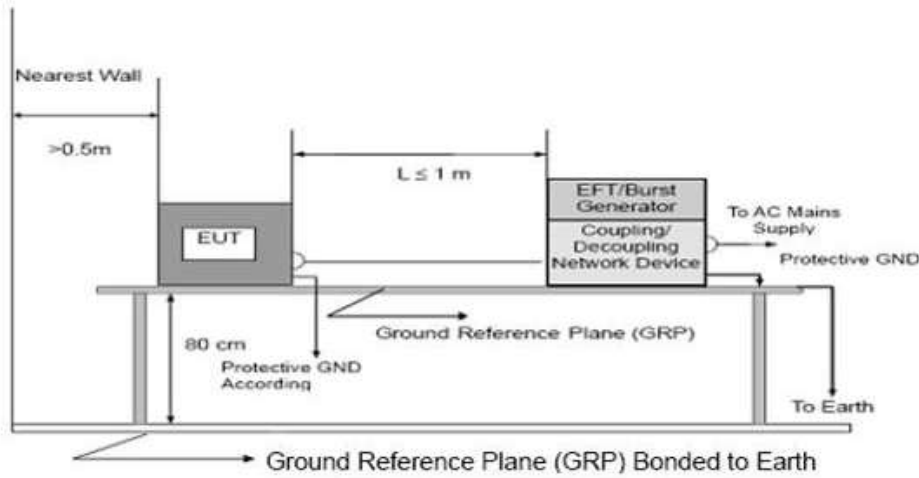 Nearest Wall
>0.5m
L ≤ 1 m
EUT
EFT/Burst
Generator
Coupling/
Decoupling
Network Device
To AC Mains
Supply
Protective GND
Ground Reference Plane (GRP)
80 cm
Protective GND
According
To Earth
Ground Reference Plane (GRP) Bonded to Earth